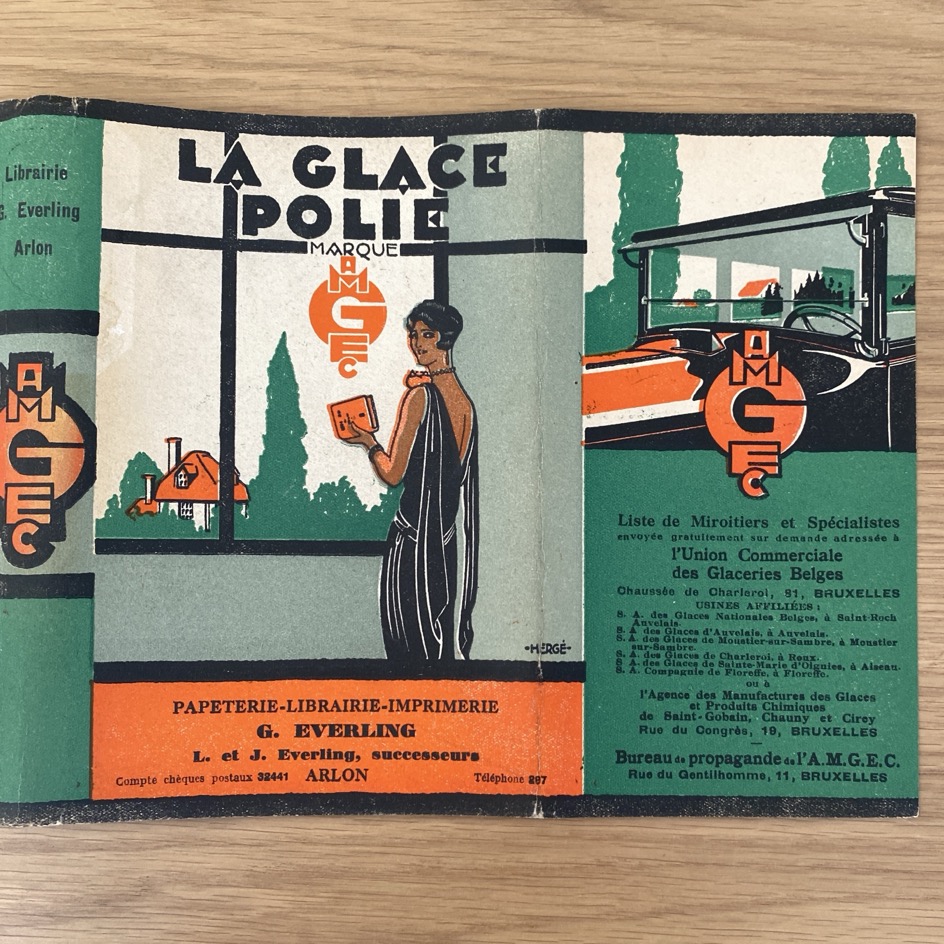 Librairie
G. Everling
Arlon
AMGEC
LA GLACE
POLIE
MARQUE
AMGEC
-HERGÉ-
PAPETERIE-LIBRAIRIE-IMPRIMERIE
G. EVERLING
L. et J. Everling, successeurs
Compte chèques postaux 32441 ARLON Téléphone 297
AMGEC
Liste de Miroitiers et Spécialistes
envoyée gratuitement sur demande adressée à
l'Union Commerciale
des Glaceries Belges
Chaussée de Charleroi, 81, BRUXELLES
USINES AFFILIÉES :
S. A. des Glaces Nationales Belges, à Saint-Roch
Auvelais.
S. A. des Glaces d'Auvelais, à Auvelais.
S. A. des Glaces de Moustier-sur-Sambre, à Moustier
sur-Sambre.
S. A. des Glaces de Charleroi, à Roux.
S. A. des Glaces de Sainte-Marie d'Oignies, à Aiseau.
S. A. Compagnie de Floreffe, à Floreffe.
ou à
l'Agence des Manufactures des Glaces
et Produits Chimiques
de Saint-Gobain, Chauny et Cirey
Rue du Congrès, 19, BRUXELLES
Bureau de propagande de l'A.M.G.E.C.
Rue du Gentilhomme, 11, BRUXELLES